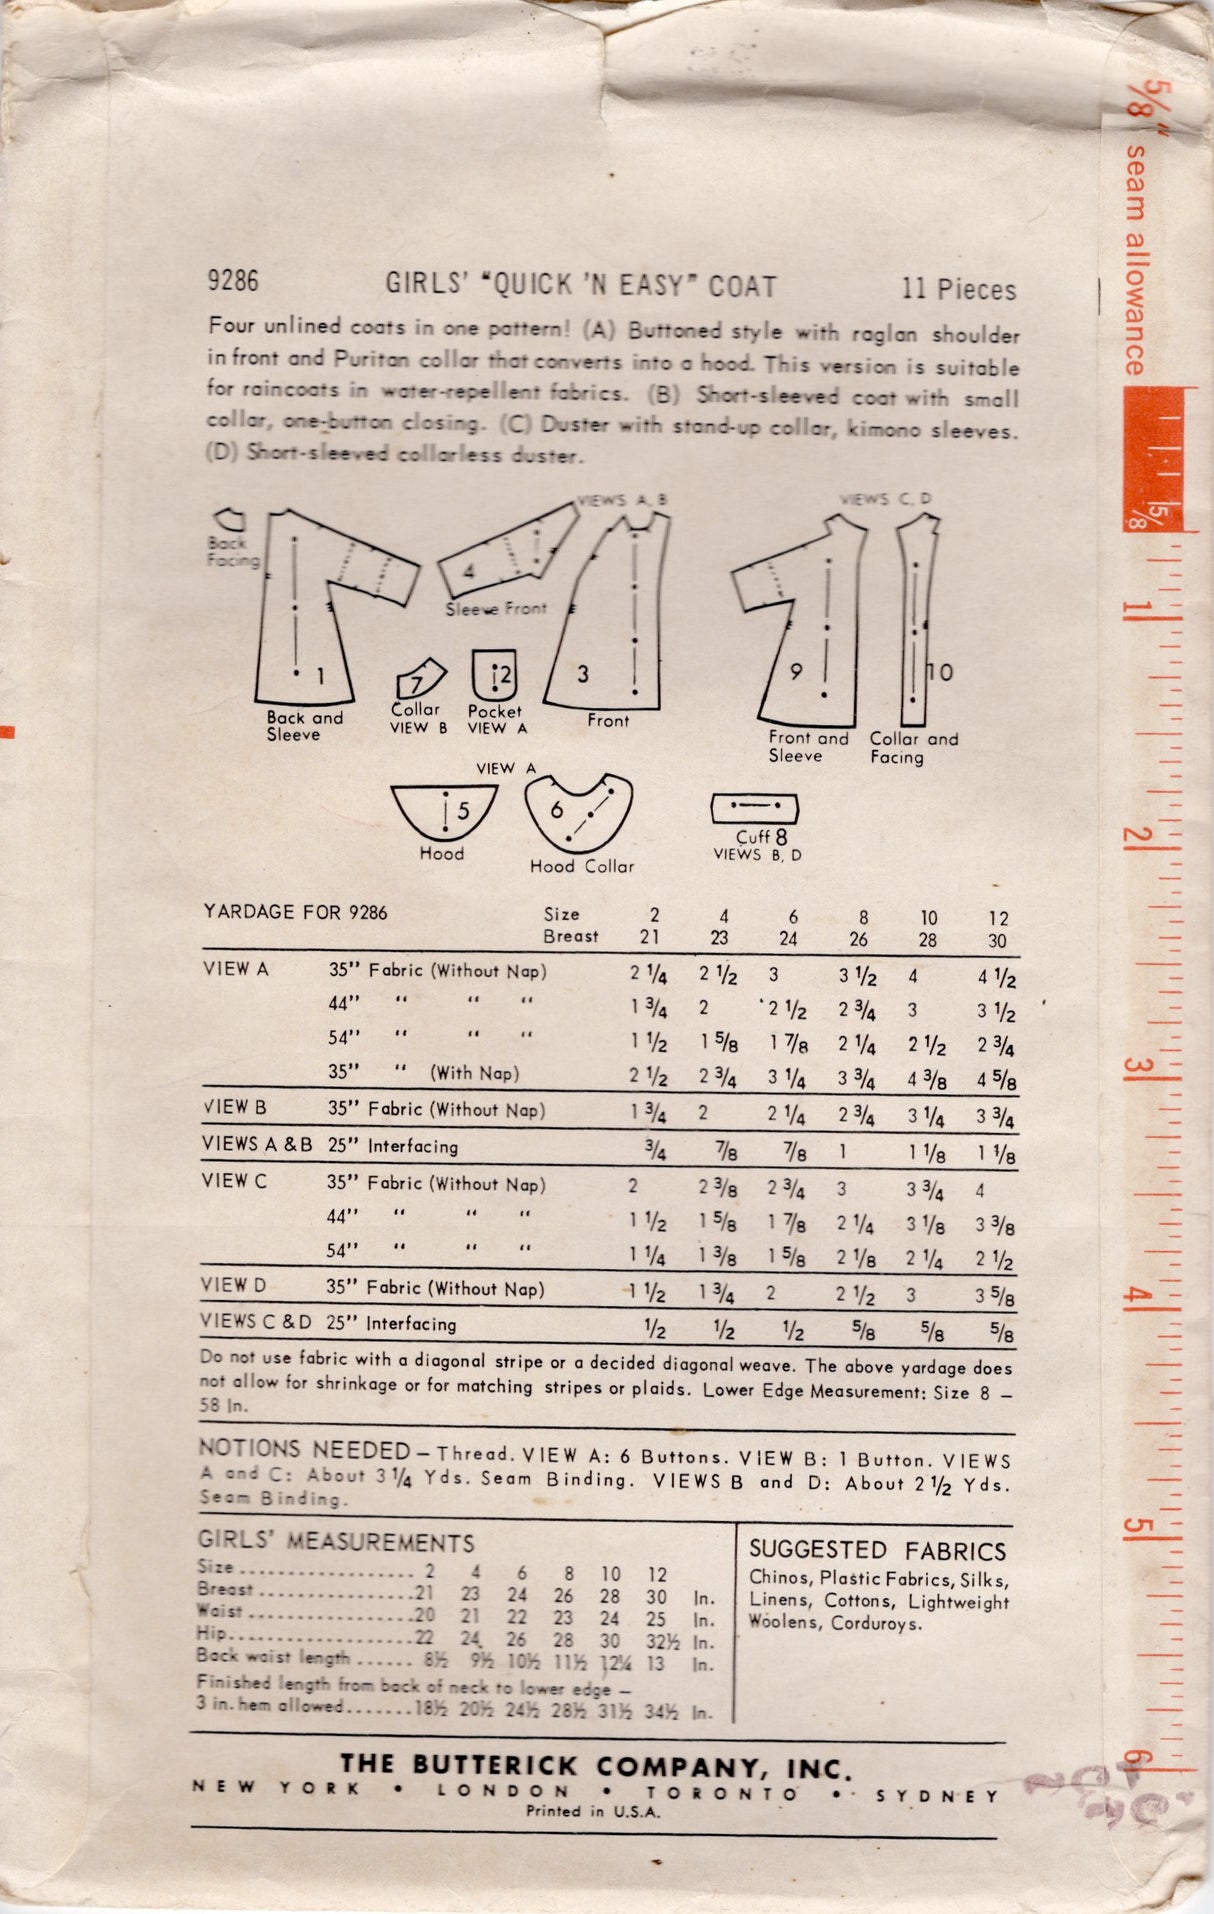 5/8" seam allowance
9286 GIRLS' "QUICK 'N EASY" COAT 11 Pieces
Four unlined coats in one pattern! (A) Buttoned style with raglan shoulder
in front and Puritan collar that converts into a hood. This version is suitable
for raincoats in water-repellent fabrics. (B) Short-sleeved coat with small
collar, one-button closing. (C) Duster with stand-up collar, kimono sleeves.
(D) Short-sleeved collarless duster.
VIEWS A, B
VIEWS C, D
Back
Facing
1
Back and
Sleeve
4
Sleeve Front
7
Collar
VIEW B
2
Pocket
VIEW A
3
Front
9
Front and
Sleeve
10
Collar and
Facing
VIEW A
5
Hood
6
Hood Collar
Cuff 8
VIEWS B, D
YARDAGE FOR 9286 Size 2 4 6 8 10 12
Breast 21 23 24 26 28 30
VIEW A 35" Fabric (Without Nap) 2 1/4 2 1/2 3 3 1/2 4 4 1/2
44" " " " 1 3/4 2 2 1/2 2 3/4 3 3 1/2
54" " " " 1 1/2 1 5/8 1 7/8 2 1/4 2 1/2 2 3/4
35" " (With Nap) 2 1/2 2 3/4 3 1/4 3 3/4 4 3/8 4 5/8
VIEW B 35" Fabric (Without Nap) 1 3/4 2 2 1/4 2 3/4 3 1/4 3 3/4
VIEWS A & B 25" Interfacing 3/4 7/8 7/8 1 1 1/8 1 1/8
VIEW C 35" Fabric (Without Nap) 2 2 3/8 2 3/4 3 3 3/4 4
44" " " " 1 1/2 1 5/8 1 7/8 2 1/4 3 1/8 3 3/8
54" " " " 1 1/4 1 3/8 1 5/8 2 1/8 2 1/4 2 1/2
VIEW D 35" Fabric (Without Nap) 1 1/2 1 3/4 2 2 1/2 3 3 5/8
VIEWS C & D 25" Interfacing 1/2 1/2 1/2 5/8 5/8 5/8
Do not use fabric with a diagonal stripe or a decided diagonal weave. The above yardage does
not allow for shrinkage or for matching stripes or plaids. Lower Edge Measurement: Size 8 –
58 In.
NOTIONS NEEDED – Thread. VIEW A: 6 Buttons. VIEW B: 1 Button. VIEWS
A and C: About 3 1/4 Yds. Seam Binding. VIEWS B and D: About 2 1/2 Yds.
Seam Binding.
GIRLS' MEASUREMENTS
Size................... 2 4 6 8 10 12
Breast..................21 23 24 26 28 30 In.
Waist..................20 21 22 23 24 25 In.
Hip....................22 24 26 28 30 32½ In.
Back waist length ...... 8½ 9½ 10½ 11½ 12¼ 13 In.
Finished length from back of neck to lower edge –
3 in. hem allowed.......18½ 20½ 24½ 28½ 31½ 34½ In.
SUGGESTED FABRICS
Chinos, Plastic Fabrics, Silks,
Linens, Cottons, Lightweight
Woolens, Corduroys.
THE BUTTERICK COMPANY, INC.
NEW YORK • LONDON • TORONTO • SYDNEY
Printed in U.S.A.
5/8
1
2
3
4
5
6